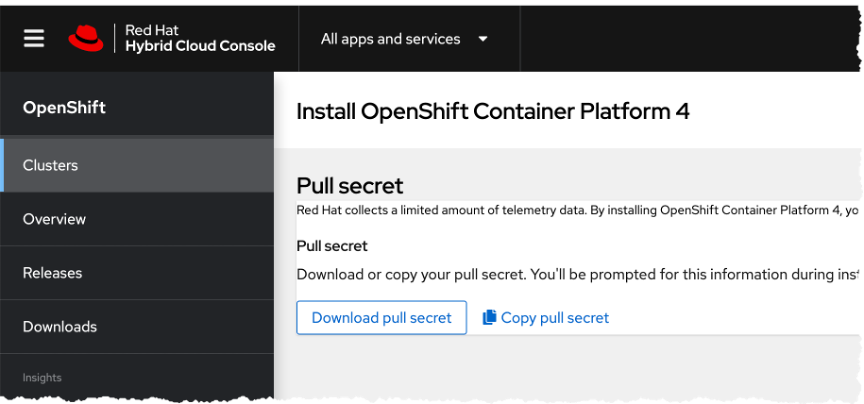 Red Hat
Hybrid Cloud Console
All apps and services
OpenShift
Clusters
Overview
Releases
Downloads
Insights
Install OpenShift Container Platform 4
Pull secret
Red Hat collects a limited amount of telemetry data. By installing OpenShift Container Platform 4, yo
Pull secret
Download or copy your pull secret. You'll be prompted for this information during inst
Download pull secret
Copy pull secret